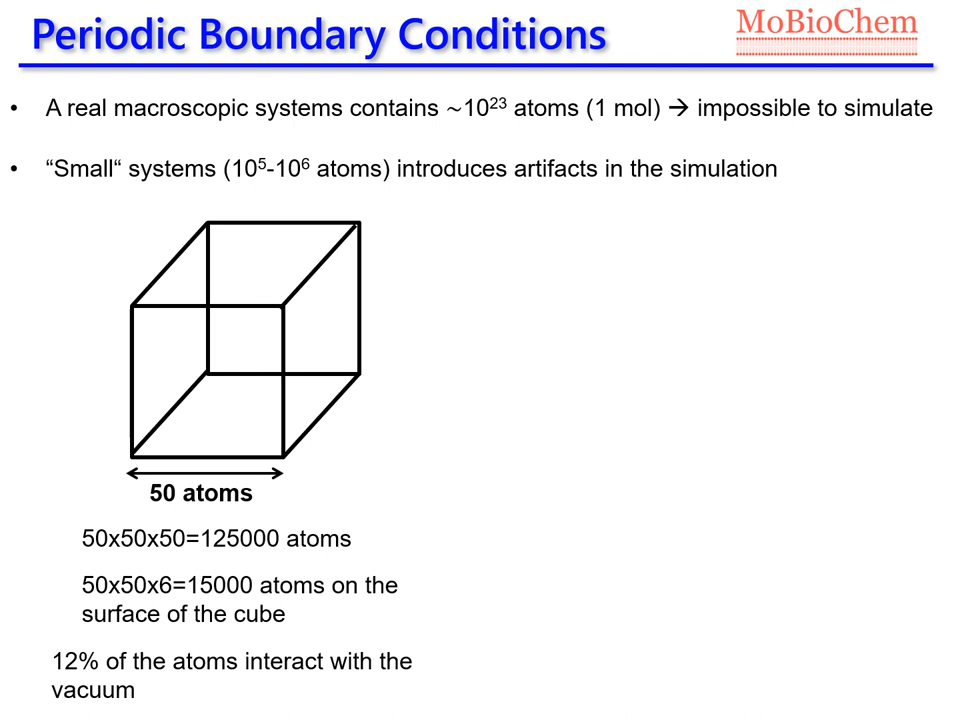 Periodic Boundary Conditions
MoBioChem
• A real macroscopic systems contains ~10²³ atoms (1 mol) → impossible to simulate
• “Small“ systems (10⁵-10⁶ atoms) introduces artifacts in the simulation
50 atoms
50x50x50=125000 atoms
50x50x6=15000 atoms on the
surface of the cube
12% of the atoms interact with the
vacuum